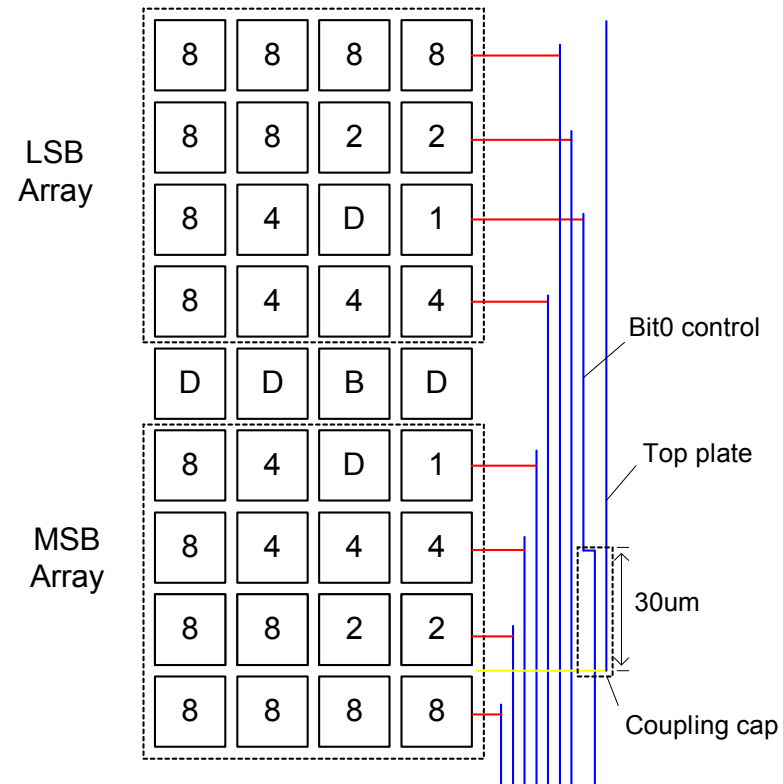 8 8 8 8
8 8 2 2
LSB
Array
8 4 D 1
8 4 4 4
Bit0 control
D D B D
8 4 D 1
Top plate
MSB
Array
8 4 4 4
30um
8 8 2 2
8 8 8 8
Coupling cap